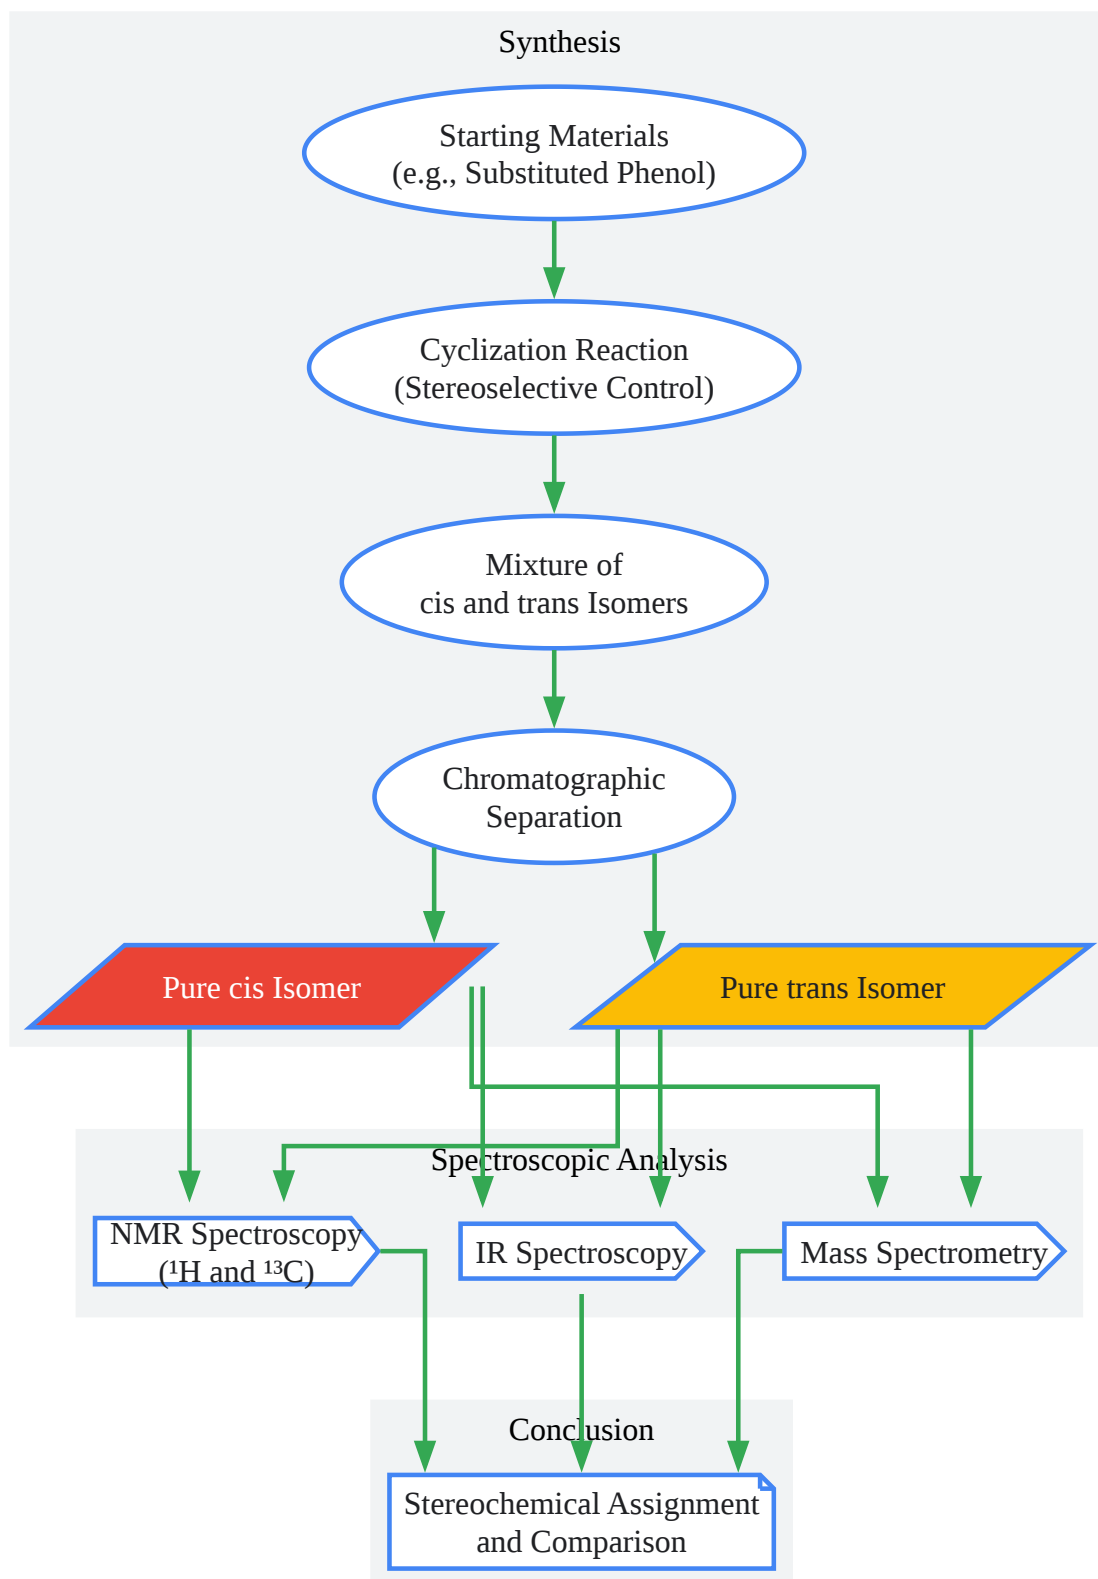 Synthesis
Starting Materials
(e.g., Substituted Phenol)
Cyclization Reaction
(Stereoselective Control)
Mixture of
cis and trans Isomers
Chromatographic
Separation
Pure cis Isomer
Pure trans Isomer
Spectroscopic Analysis
NMR Spectroscopy
(¹H and ¹³C)
IR Spectroscopy
Mass Spectrometry
Conclusion
Stereochemical Assignment
and Comparison